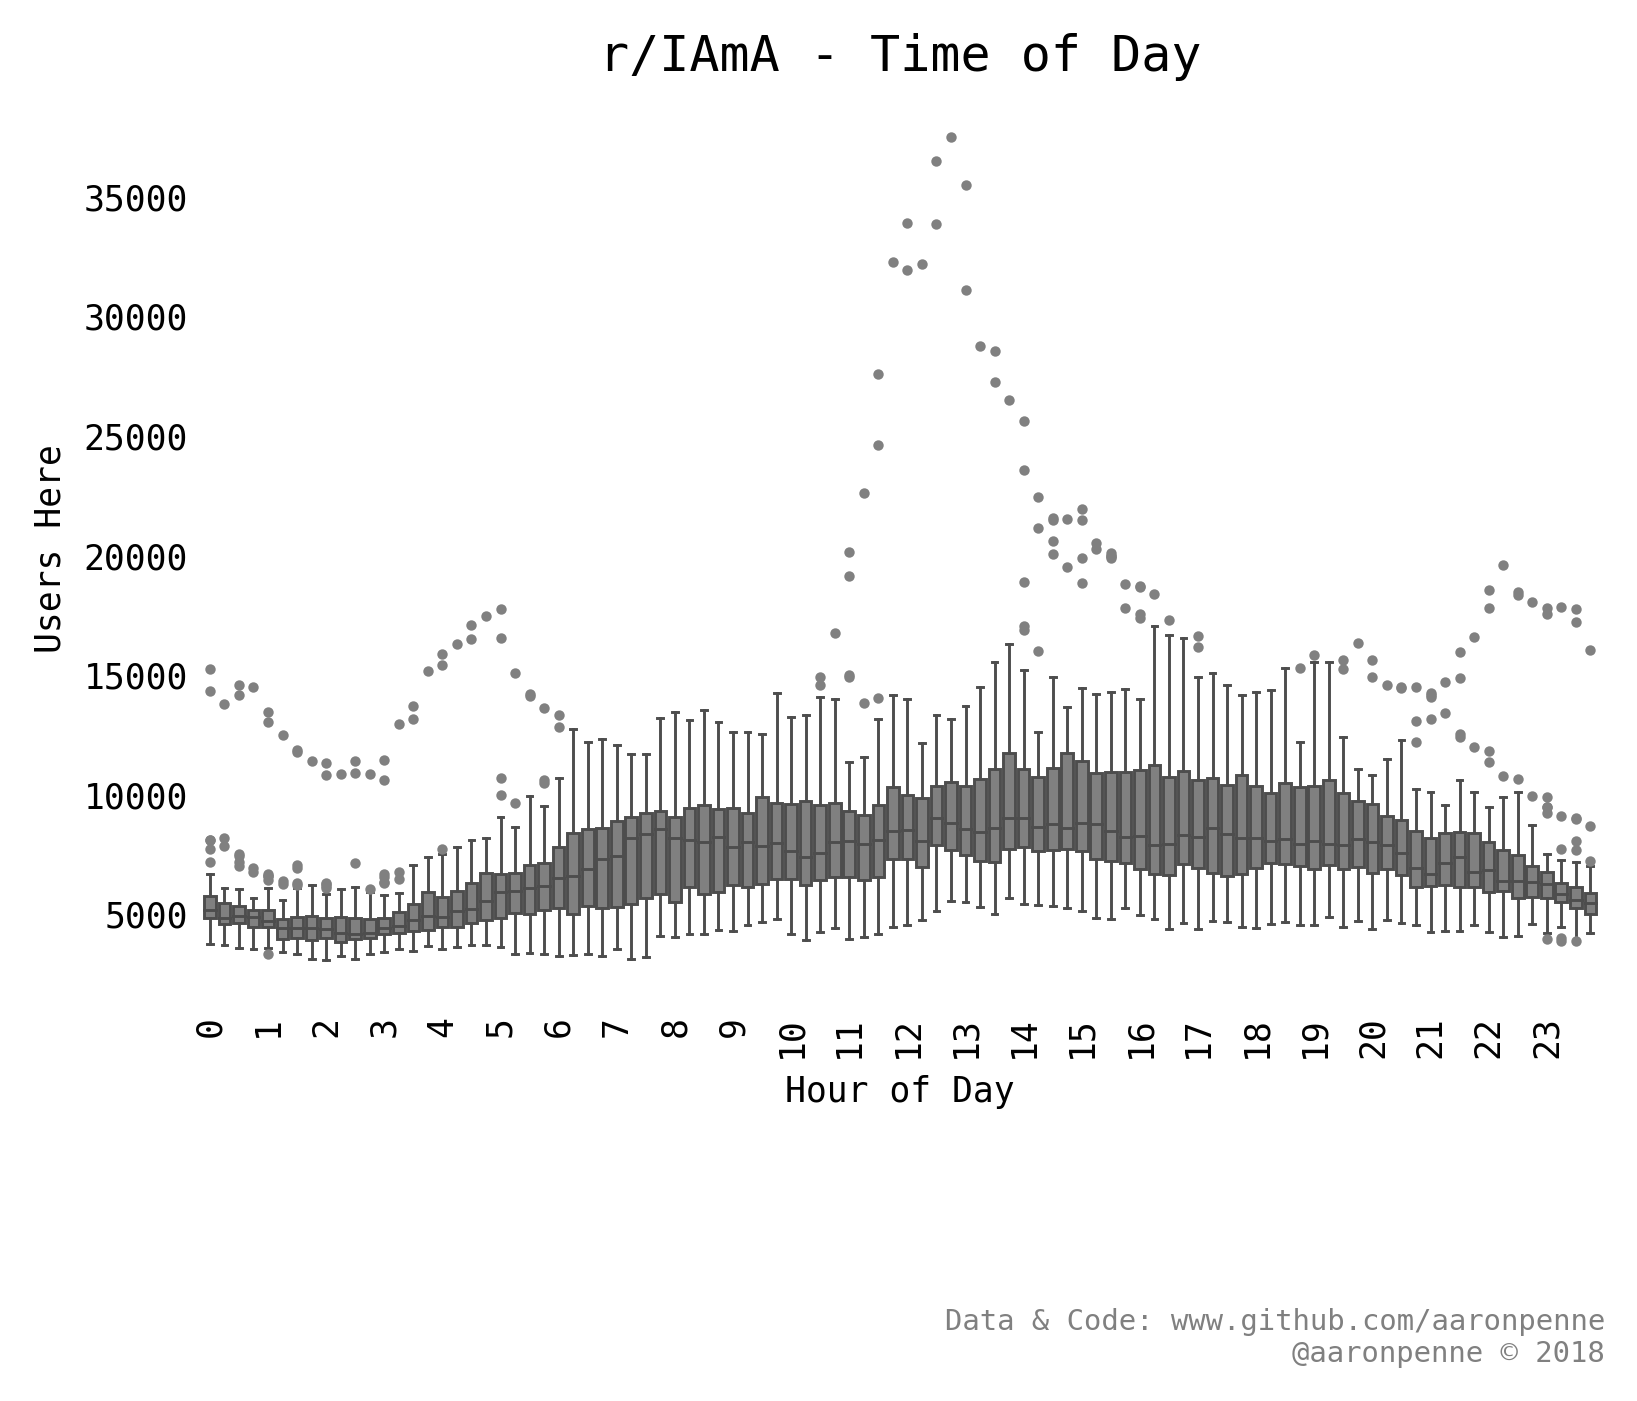 r/IAmA - Time of Day
35000
30000
25000
20000
15000
10000
5000
Users Here
0 1 2 3 4 5 6 7 8 9 10 11 12 13 14 15 16 17 18 19 20 21 22 23
Hour of Day
Data & Code: www.github.com/aaronpenne
@aaronpenne © 2018